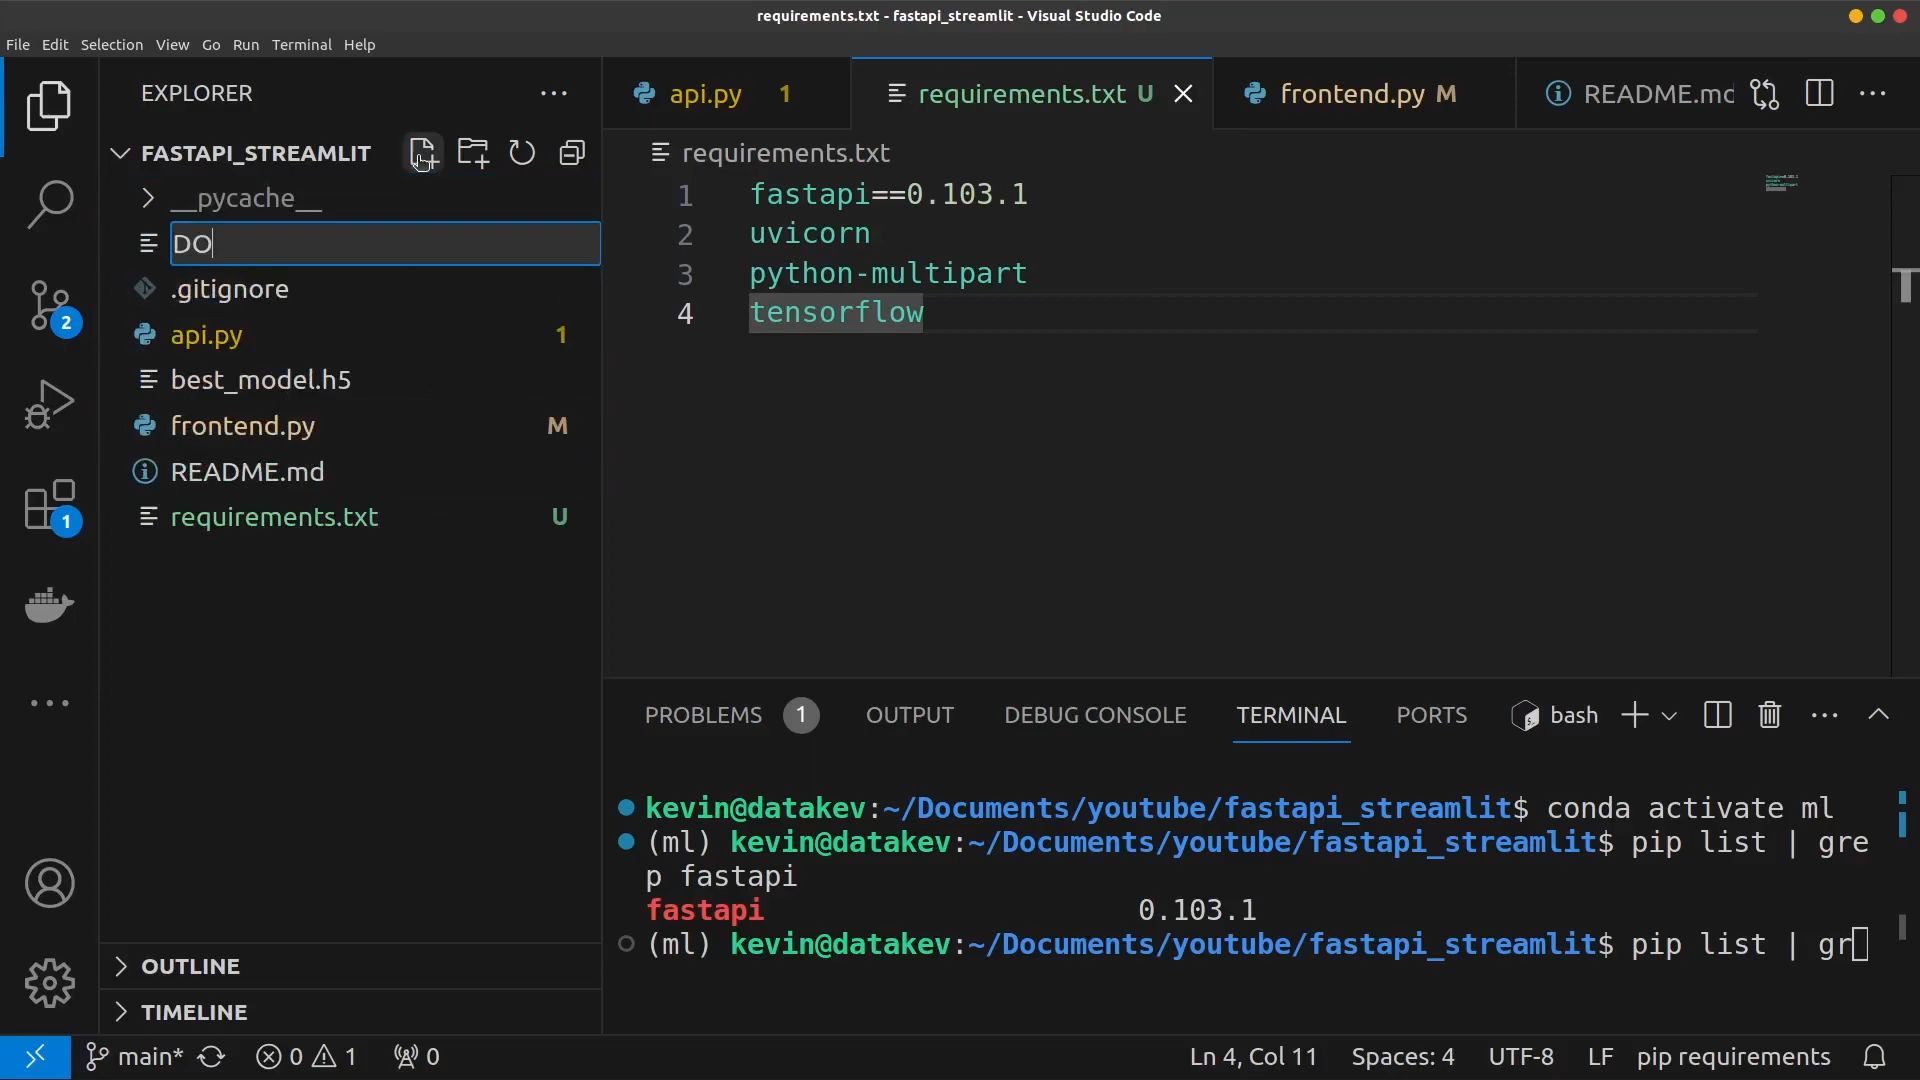 requirements.txt - fastapi_streamlit - Visual Studio Code
File Edit Selection View Go Run Terminal Help
EXPLORER
api.py 1
requirements.txt U
frontend.py M
README.md
FASTAPI_STREAMLIT
requirements.txt
__pycache__
DO
.gitignore
api.py 1
best_model.h5
frontend.py M
README.md
requirements.txt U
1 fastapi==0.103.1
2 uvicorn
3 python-multipart
4 tensorflow
2
1
PROBLEMS 1 OUTPUT DEBUG CONSOLE TERMINAL PORTS bash
kevin@datakev:~/Documents/youtube/fastapi_streamlit$ conda activate ml
(ml) kevin@datakev:~/Documents/youtube/fastapi_streamlit$ pip list | gre
p fastapi
fastapi 0.103.1
(ml) kevin@datakev:~/Documents/youtube/fastapi_streamlit$ pip list | gr
OUTLINE
TIMELINE
main* 0 1 0 Ln 4, Col 11 Spaces: 4 UTF-8 LF pip requirements